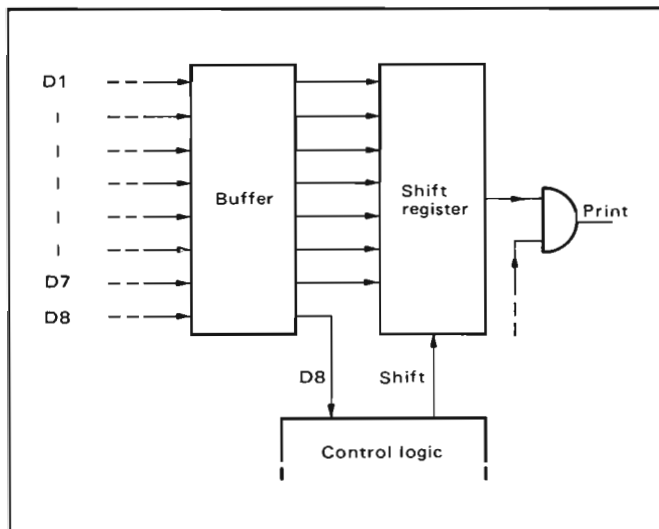 D1
Buffer
Shift
register
Print
D7
D8
D8
Shift
Control logic